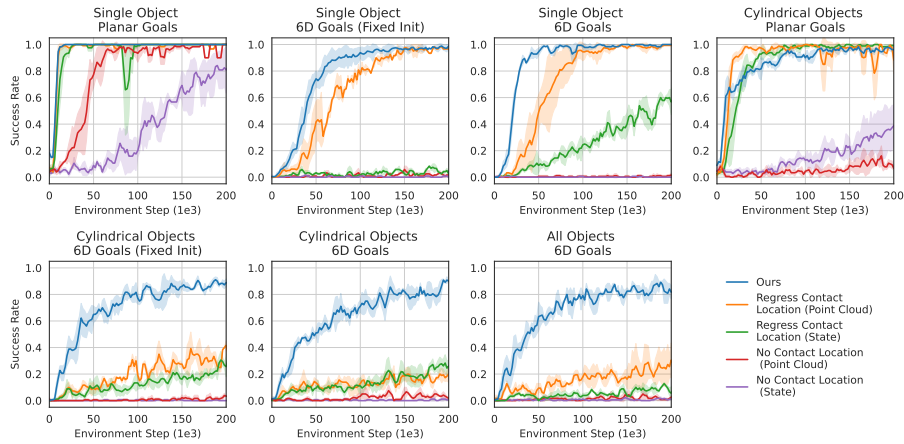 Single Object
Planar Goals
Single Object
6D Goals (Fixed Init)
Single Object
6D Goals
Cylindrical Objects
Planar Goals
Success Rate
1.0
0.8
0.6
0.4
0.2
0.0
0 50 100 150 200
Environment Step (1e3)
1.0
0.8
0.6
0.4
0.2
0.0
0 50 100 150 200
Environment Step (1e3)
1.0
0.8
0.6
0.4
0.2
0.0
0 50 100 150 200
Environment Step (1e3)
1.0
0.8
0.6
0.4
0.2
0.0
0 50 100 150 200
Environment Step (1e3)
Cylindrical Objects
6D Goals (Fixed Init)
Cylindrical Objects
6D Goals
All Objects
6D Goals
Success Rate
1.0
0.8
0.6
0.4
0.2
0.0
0 50 100 150 200
Environment Step (1e3)
1.0
0.8
0.6
0.4
0.2
0.0
0 50 100 150 200
Environment Step (1e3)
1.0
0.8
0.6
0.4
0.2
0.0
0 50 100 150 200
Environment Step (1e3)
Ours
Regress Contact
Location (Point Cloud)
Regress Contact
Location (State)
No Contact Location
(Point Cloud)
No Contact Location
(State)